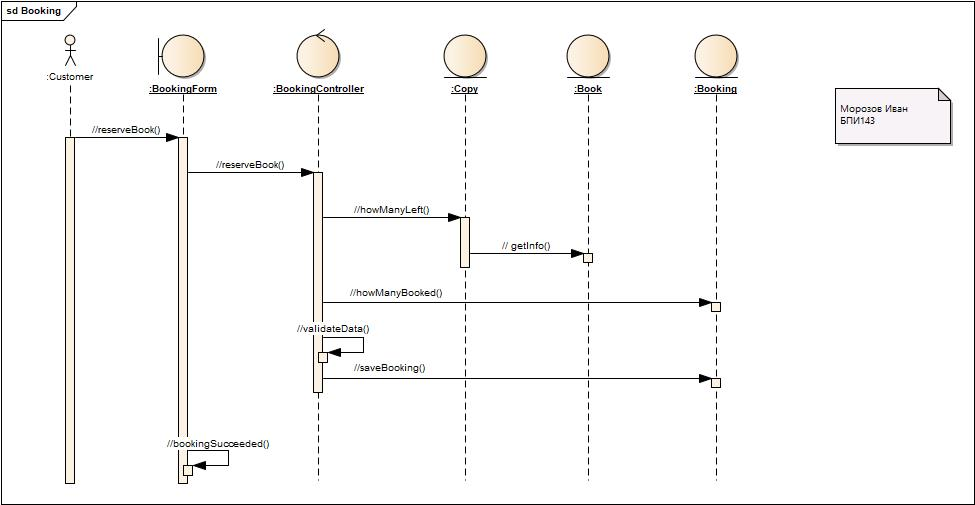 sd Booking
:Customer
:BookingForm
:BookingController
:Copy
:Book
:Booking
Морозов Иван
БПИ143
//reserveBook()
//reserveBook()
//howManyLeft()
// getInfo()
//howManyBooked()
//validateData()
//saveBooking()
//bookingSucceeded()